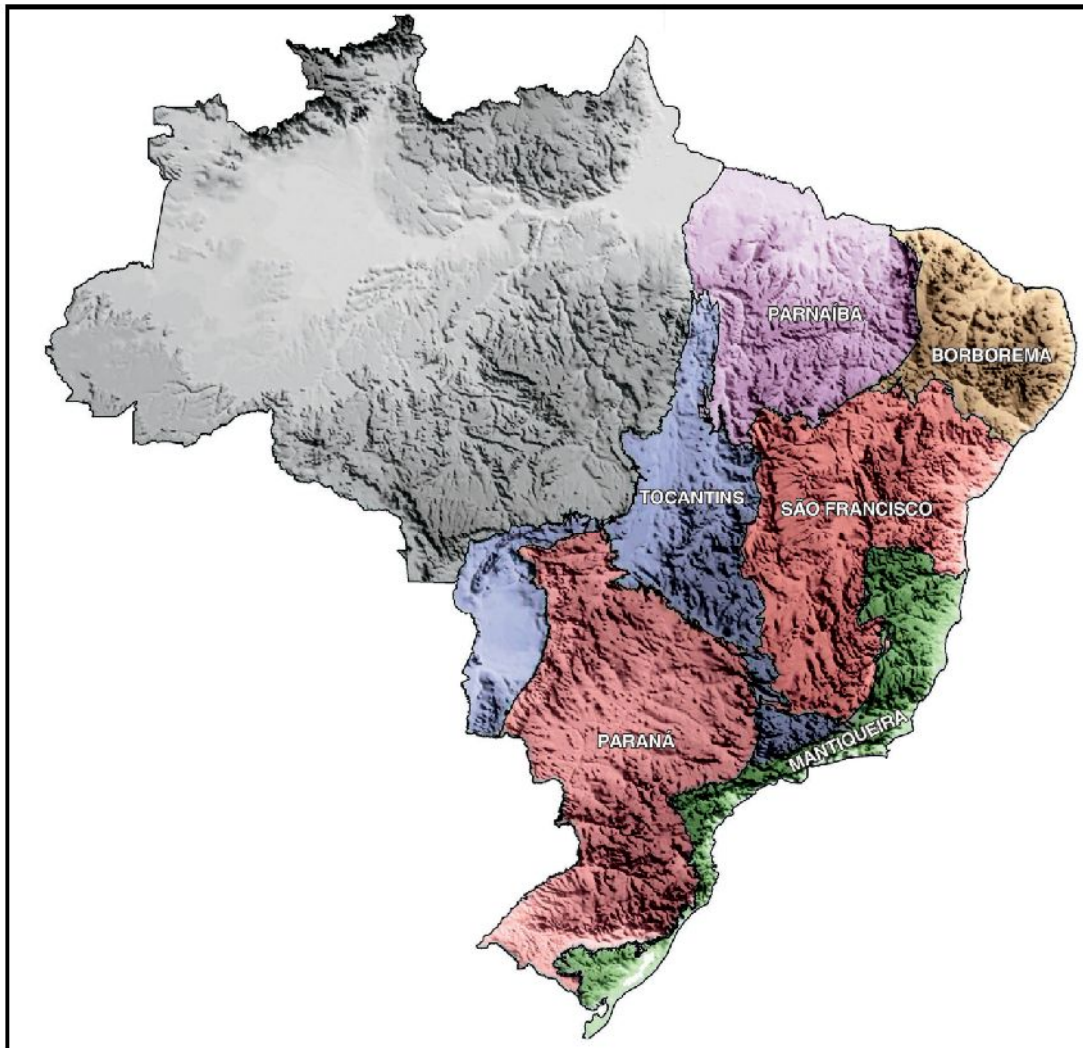 PARNAÍBA
BORBOREMA
TOCANTINS
SÃO FRANCISCO
MANTIQUEIRA
PARANÁ